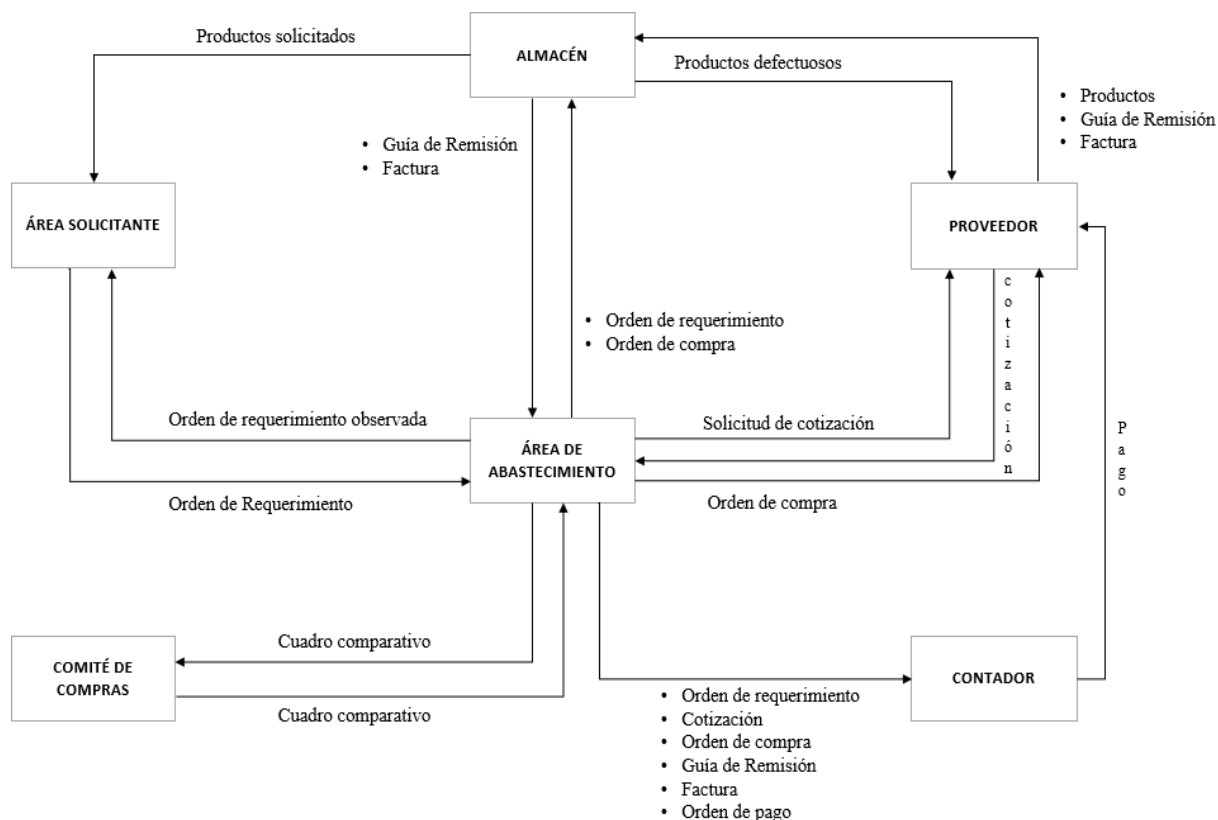 Productos solicitados
ALMACÉN
Productos defectuosos
• Productos
• Guía de Remisión
• Factura
• Guía de Remisión
• Factura
ÁREA SOLICITANTE
PROVEEDOR
cotización
• Orden de requerimiento
• Orden de compra
Orden de requerimiento observada
ÁREA DE
ABASTECIMIENTO
Solicitud de cotización
Pago
Orden de Requerimiento
Orden de compra
Cuadro comparativo
COMITÉ DE
COMPRAS
Cuadro comparativo
CONTADOR
• Orden de requerimiento
• Cotización
• Orden de compra
• Guía de Remisión
• Factura
• Orden de pago